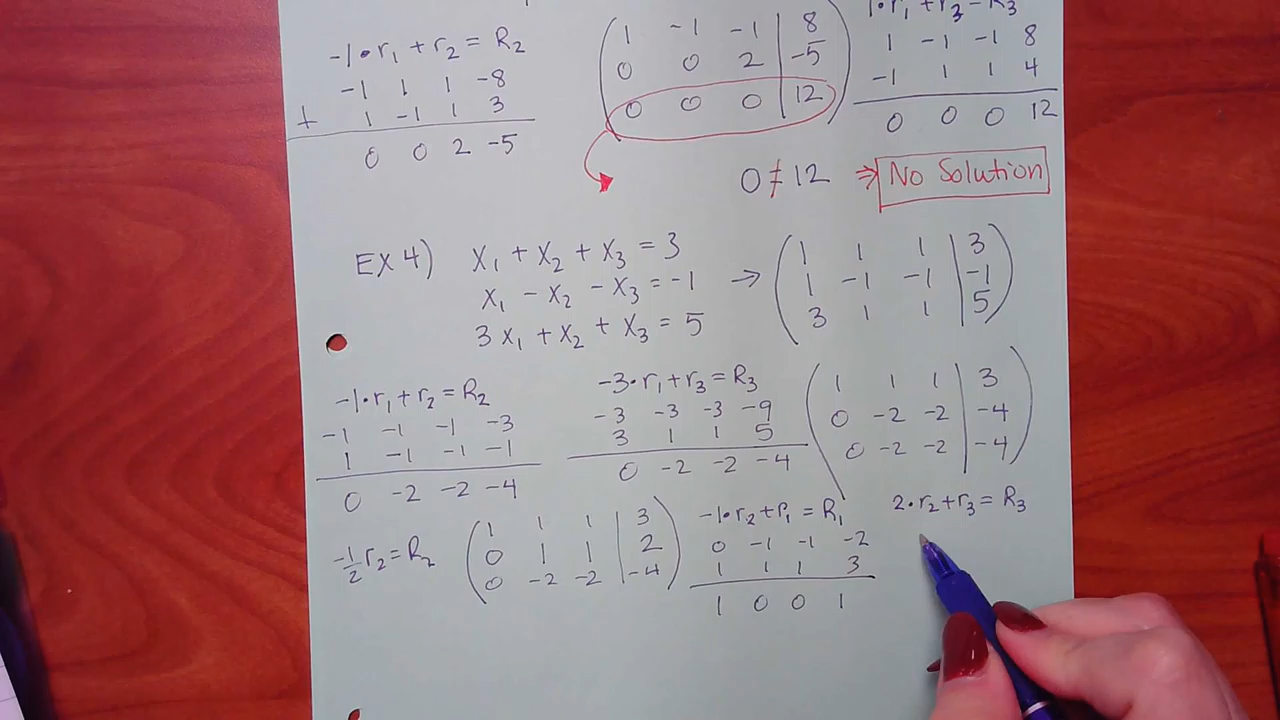 -1•r₁ + r₂ = R₂
-1 1 1 -8
+ 1 -1 1 3
0 0 2 -5
1 -1 -1 | 8
0 0 2 | -5
0 0 0 | 12
1•r₁ + r₃ = R₃
1 -1 -1 8
-1 1 1 4
0 0 0 12
0 ≠ 12 ⇒ No Solution
EX 4) x₁ + x₂ + x₃ = 3
x₁ - x₂ - x₃ = -1
3x₁ + x₂ + x₃ = 5
→
1 1 1 | 3
1 -1 -1 | -1
3 1 1 | 5
-1•r₁ + r₂ = R₂
-1 -1 -1 -3
1 -1 -1 -1
0 -2 -2 -4
-3•r₁ + r₃ = R₃
-3 -3 -3 -9
3 1 1 5
0 -2 -2 -4
1 1 1 | 3
0 -2 -2 | -4
0 -2 -2 | -4
-1/2 r₂ = R₂
1 1 1 | 3
0 1 1 | 2
0 -2 -2 | -4
-1•r₂ + r₁ = R₁
0 -1 -1 -2
1 1 1 3
1 0 0 1
2•r₂ + r₃ = R₃